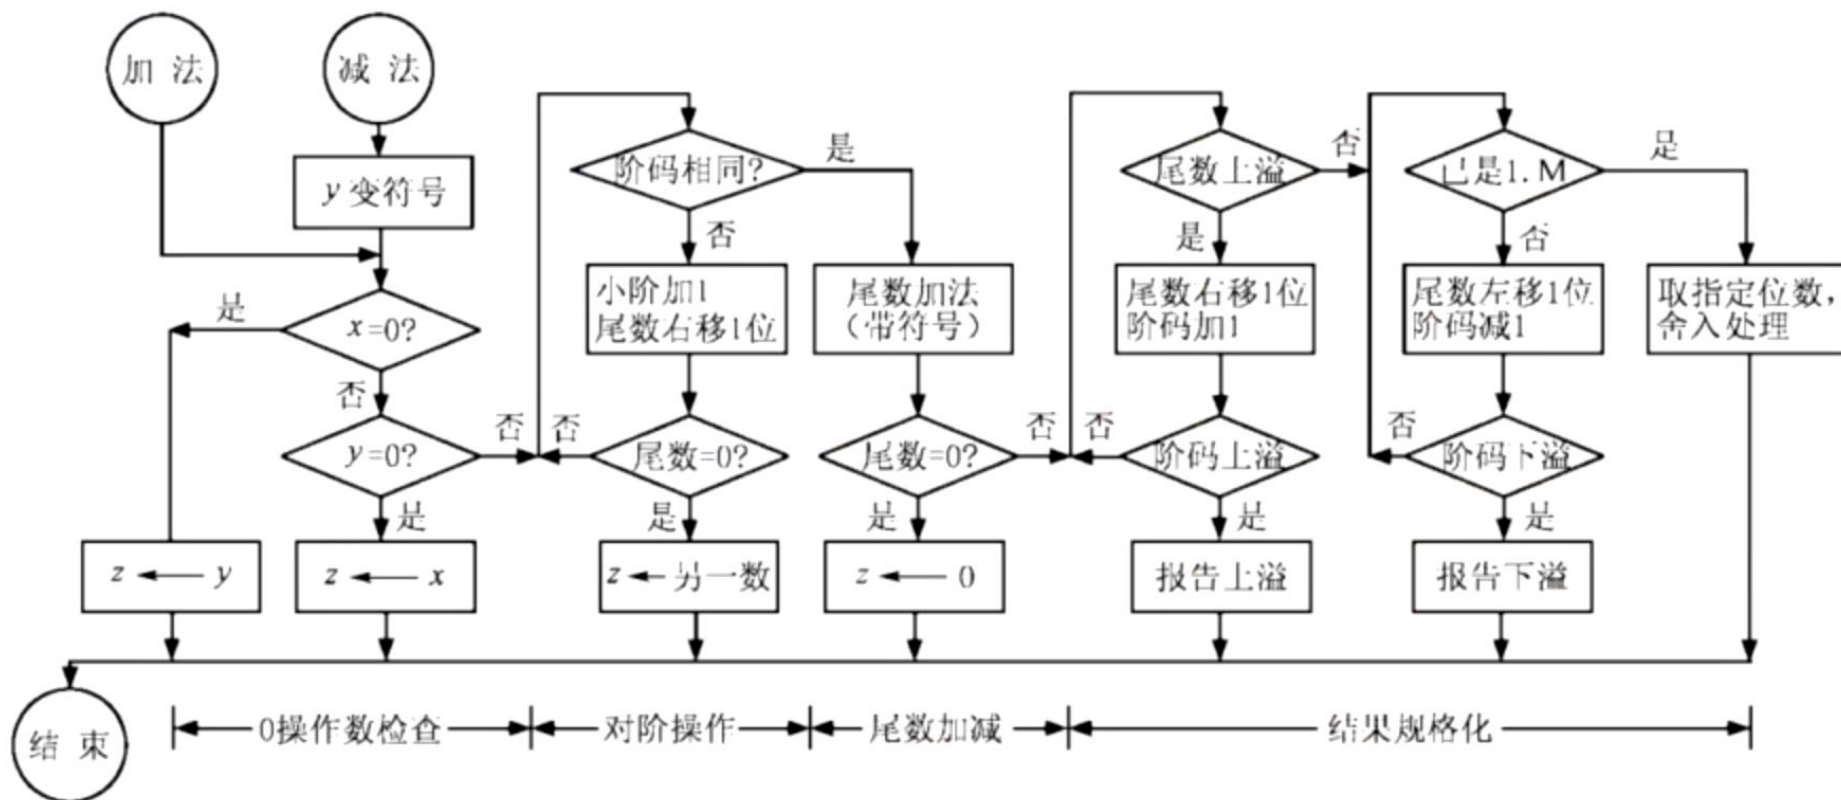 加 法
减 法
y 变符号
是
x=0?
否
y=0?
否
是
z ← y
z ← x
阶码相同?
是
否
小阶加1
尾数右移1位
否
尾数=0?
是
z ← 另一数
尾数加法
(带符号)
尾数=0?
否
是
z ← 0
尾数上溢
否
是
尾数右移1位
阶码加1
否
阶码上溢
是
报告上溢
已是1.M
是
否
尾数左移1位
阶码减1
否
阶码下溢
是
报告下溢
取指定位数,
舍入处理
结 束
0操作数检查
对阶操作
尾数加减
结果规格化